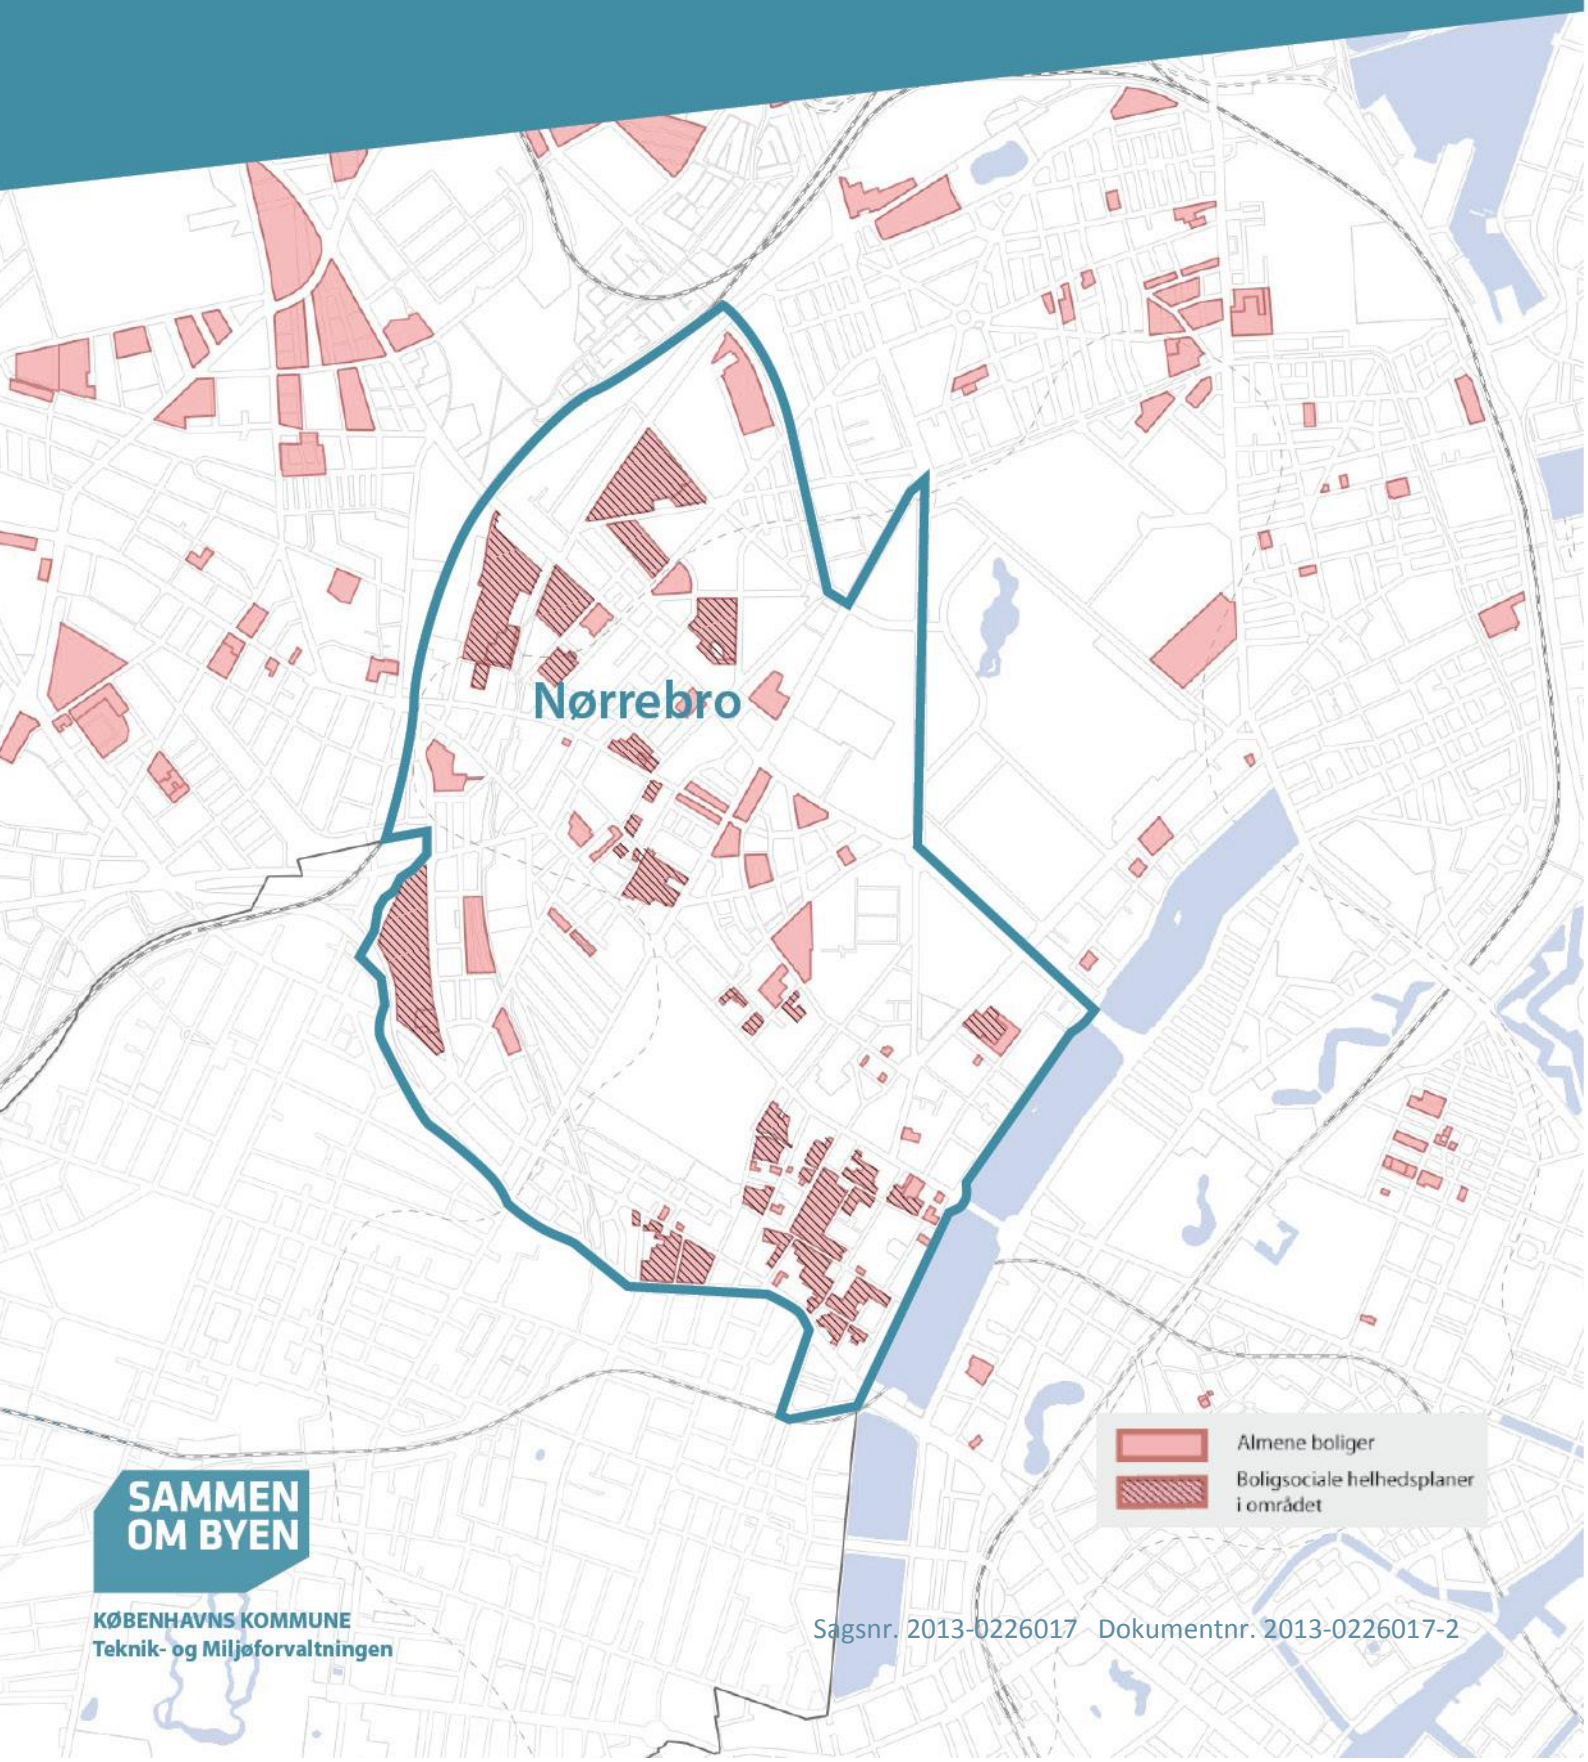 Nørrebro
Almene boliger
Boligsociale helhedsplaner
i området
SAMMEN
OM BYEN
KØBENHAVNS KOMMUNE
Teknik- og Miljøforvaltningen
Sagsnr. 2013-0226017 Dokumentnr. 2013-0226017-2